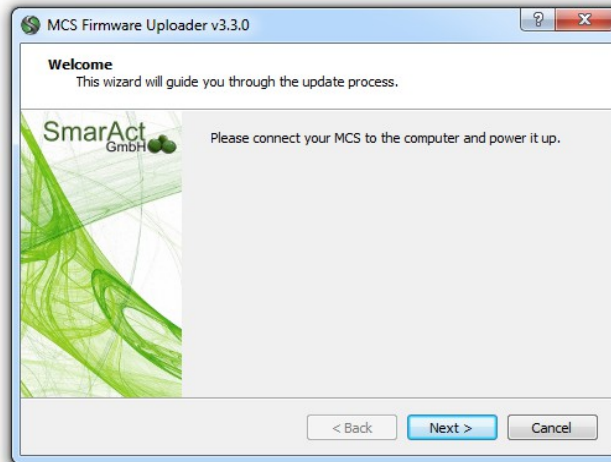 MCS Firmware Uploader v3.3.0
Welcome
This wizard will guide you through the update process.
SmarAct
GmbH
Please connect your MCS to the computer and power it up.
< Back
Next >
Cancel